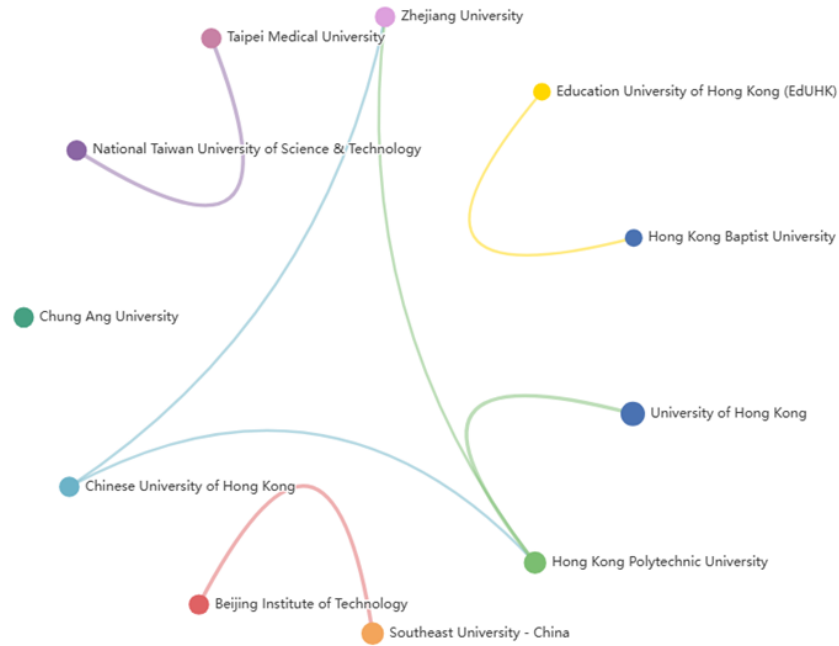 Zhejiang University
Taipei Medical University
Education University of Hong Kong (EdUHK)
National Taiwan University of Science & Technology
Hong Kong Baptist University
Chung Ang University
University of Hong Kong
Chinese University of Hong Kong
Hong Kong Polytechnic University
Beijing Institute of Technology
Southeast University - China